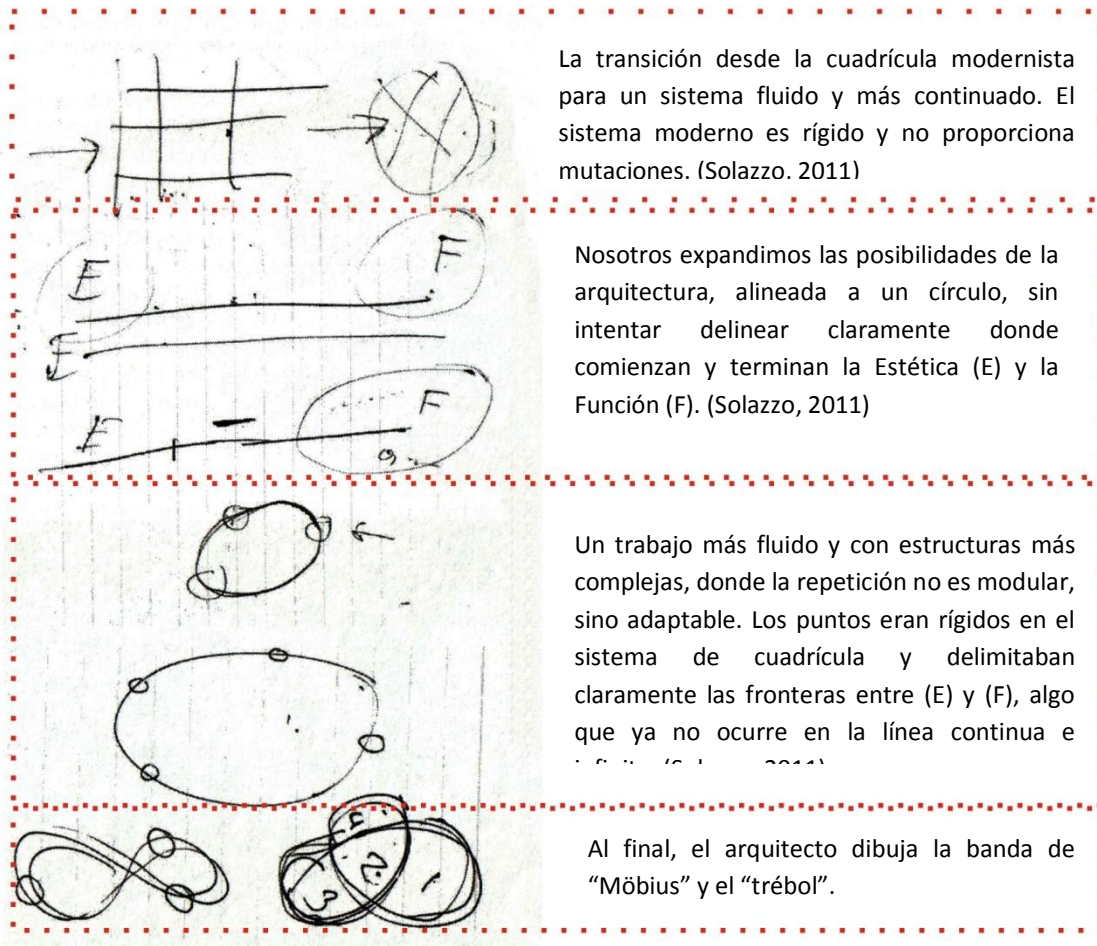 La transición desde la cuadrícula modernista
para un sistema fluido y más continuado. El
sistema moderno es rígido y no proporciona
mutaciones. (Solazzo. 2011)
E
F
Nosotros expandimos las posibilidades de la
arquitectura, alineada a un círculo, sin
intentar delinear claramente donde
comienzan y terminan la Estética (E) y la
Función (F). (Solazzo, 2011)
E
F
Un trabajo más fluido y con estructuras más
complejas, donde la repetición no es modular,
sino adaptable. Los puntos eran rígidos en el
sistema de cuadrícula y delimitaban
claramente las fronteras entre (E) y (F), algo
que ya no ocurre en la línea continua e
Al final, el arquitecto dibuja la banda de
"Möbius" y el "trébol".